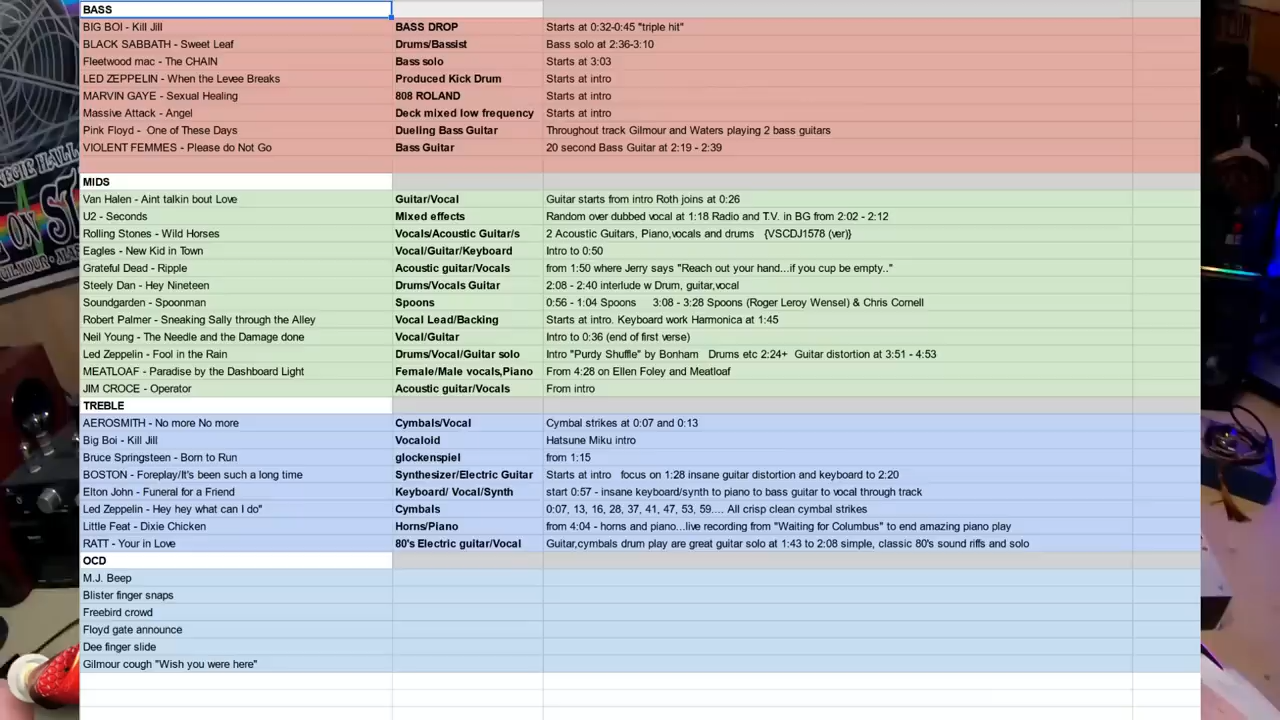 BASS
BIG BOI - Kill Jill BASS DROP Starts at 0:32-0:45 "triple hit"
BLACK SABBATH - Sweet Leaf Drums/Bassist Bass solo at 2:36-3:10
Fleetwood mac - The CHAIN Bass solo Starts at 3:03
LED ZEPPELIN - When the Levee Breaks Produced Kick Drum Starts at intro
MARVIN GAYE - Sexual Healing 808 ROLAND Starts at intro
Massive Attack - Angel Deck mixed low frequency Starts at intro
Pink Floyd - One of These Days Dueling Bass Guitar Throughout track Gilmour and Waters playing 2 bass guitars
VIOLENT FEMMES - Please do Not Go Bass Guitar 20 second Bass Guitar at 2:19 - 2:39
MIDS
Van Halen - Aint talkin bout Love Guitar/Vocal Guitar starts from intro Roth joins at 0:26
U2 - Seconds Mixed effects Random over dubbed vocal at 1:18 Radio and T.V. in BG from 2:02 - 2:12
Rolling Stones - Wild Horses Vocals/Acoustic Guitar/s 2 Acoustic Guitars, Piano,vocals and drums {VSCDJ1578 (ver)}
Eagles - New Kid in Town Vocal/Guitar/Keyboard Intro to 0:50
Grateful Dead - Ripple Acoustic guitar/Vocals from 1:50 where Jerry says "Reach out your hand...if you cup be empty.."
Steely Dan - Hey Nineteen Drums/Vocals Guitar 2:08 - 2:40 interlude w Drum, guitar,vocal
Soundgarden - Spoonman Spoons 0:56 - 1:04 Spoons 3:08 - 3:28 Spoons (Roger Leroy Wensel) & Chris Cornell
Robert Palmer - Sneaking Sally through the Alley Vocal Lead/Backing Starts at intro. Keyboard work Harmonica at 1:45
Neil Young - The Needle and the Damage done Vocal/Guitar Intro to 0:36 (end of first verse)
Led Zeppelin - Fool in the Rain Drums/Vocal/Guitar solo Intro "Purdy Shuffle" by Bonham Drums etc 2:24+ Guitar distortion at 3:51 - 4:53
MEATLOAF - Paradise by the Dashboard Light Female/Male vocals,Piano From 4:28 on Ellen Foley and Meatloaf
JIM CROCE - Operator Acoustic guitar/Vocals From intro
TREBLE
AEROSMITH - No more No more Cymbals/Vocal Cymbal strikes at 0:07 and 0:13
Big Boi - Kill Jill Vocaloid Hatsune Miku intro
Bruce Springsteen - Born to Run glockenspiel from 1:15
BOSTON - Foreplay/It's been such a long time Synthesizer/Electric Guitar Starts at intro focus on 1:28 insane guitar distortion and keyboard to 2:20
Elton John - Funeral for a Friend Keyboard/ Vocal/Synth start 0:57 - insane keyboard/synth to piano to bass guitar to vocal through track
Led Zeppelin - Hey hey what can I do" Cymbals 0:07, 13, 16, 28, 37, 41, 47, 53, 59.... All crisp clean cymbal strikes
Little Feat - Dixie Chicken Horns/Piano from 4:04 - horns and piano...live recording from "Waiting for Columbus" to end amazing piano play
RATT - Your in Love 80's Electric guitar/Vocal Guitar,cymbals drum play are great guitar solo at 1:43 to 2:08 simple, classic 80's sound riffs and solo
OCD
M.J. Beep
Blister finger snaps
Freebird crowd
Floyd gate announce
Dee finger slide
Gilmour cough "Wish you were here"